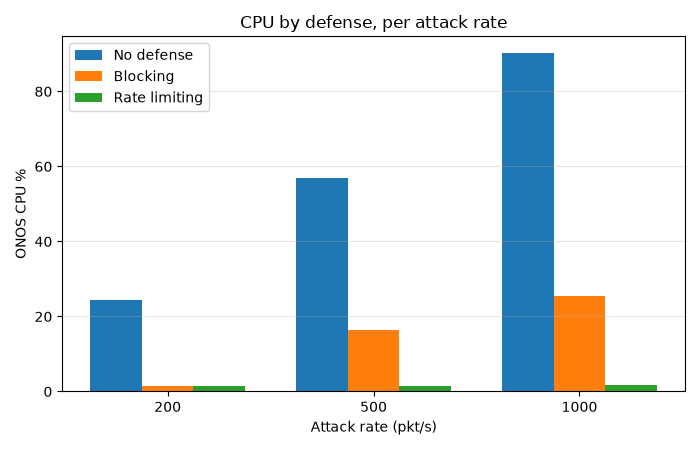 CPU by defense, per attack rate
No defense
Blocking
Rate limiting
ONOS CPU %
80
60
40
20
0
200 500 1000
Attack rate (pkt/s)